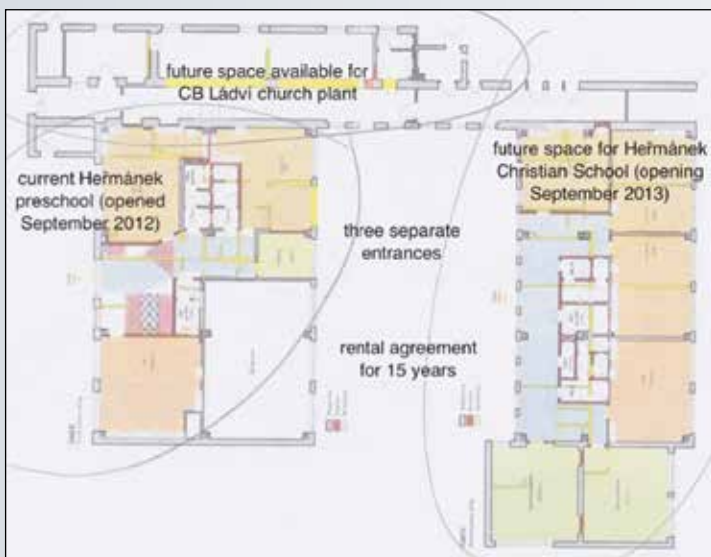 future space available for
CB Ládví church plant
current Heřmánek
preschool (opened
September 2012)
future space for Heřmánek
Christian School (opening
September 2013)
three separate
entrances
rental agreement
for 15 years